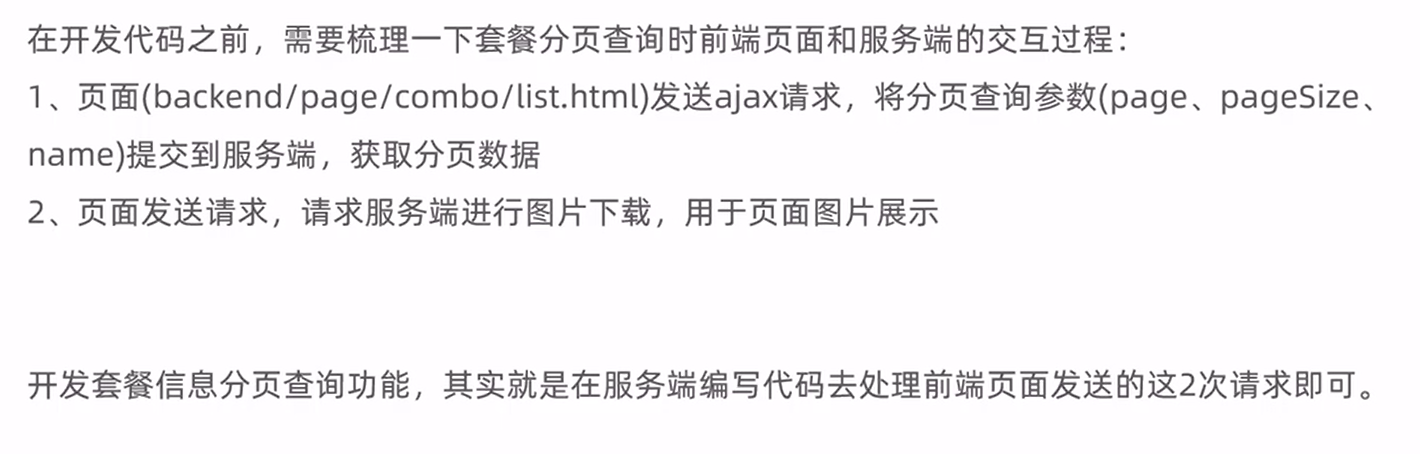 在开发代码之前，需要梳理一下套餐分页查询时前端页面和服务端的交互过程：
1、页面(backend/page/combo/list.html)发送ajax请求，将分页查询参数(page、pageSize、
name)提交到服务端，获取分页数据
2、页面发送请求，请求服务端进行图片下载，用于页面图片展示
开发套餐信息分页查询功能，其实就是在服务端编写代码去处理前端页面发送的这2次请求即可。